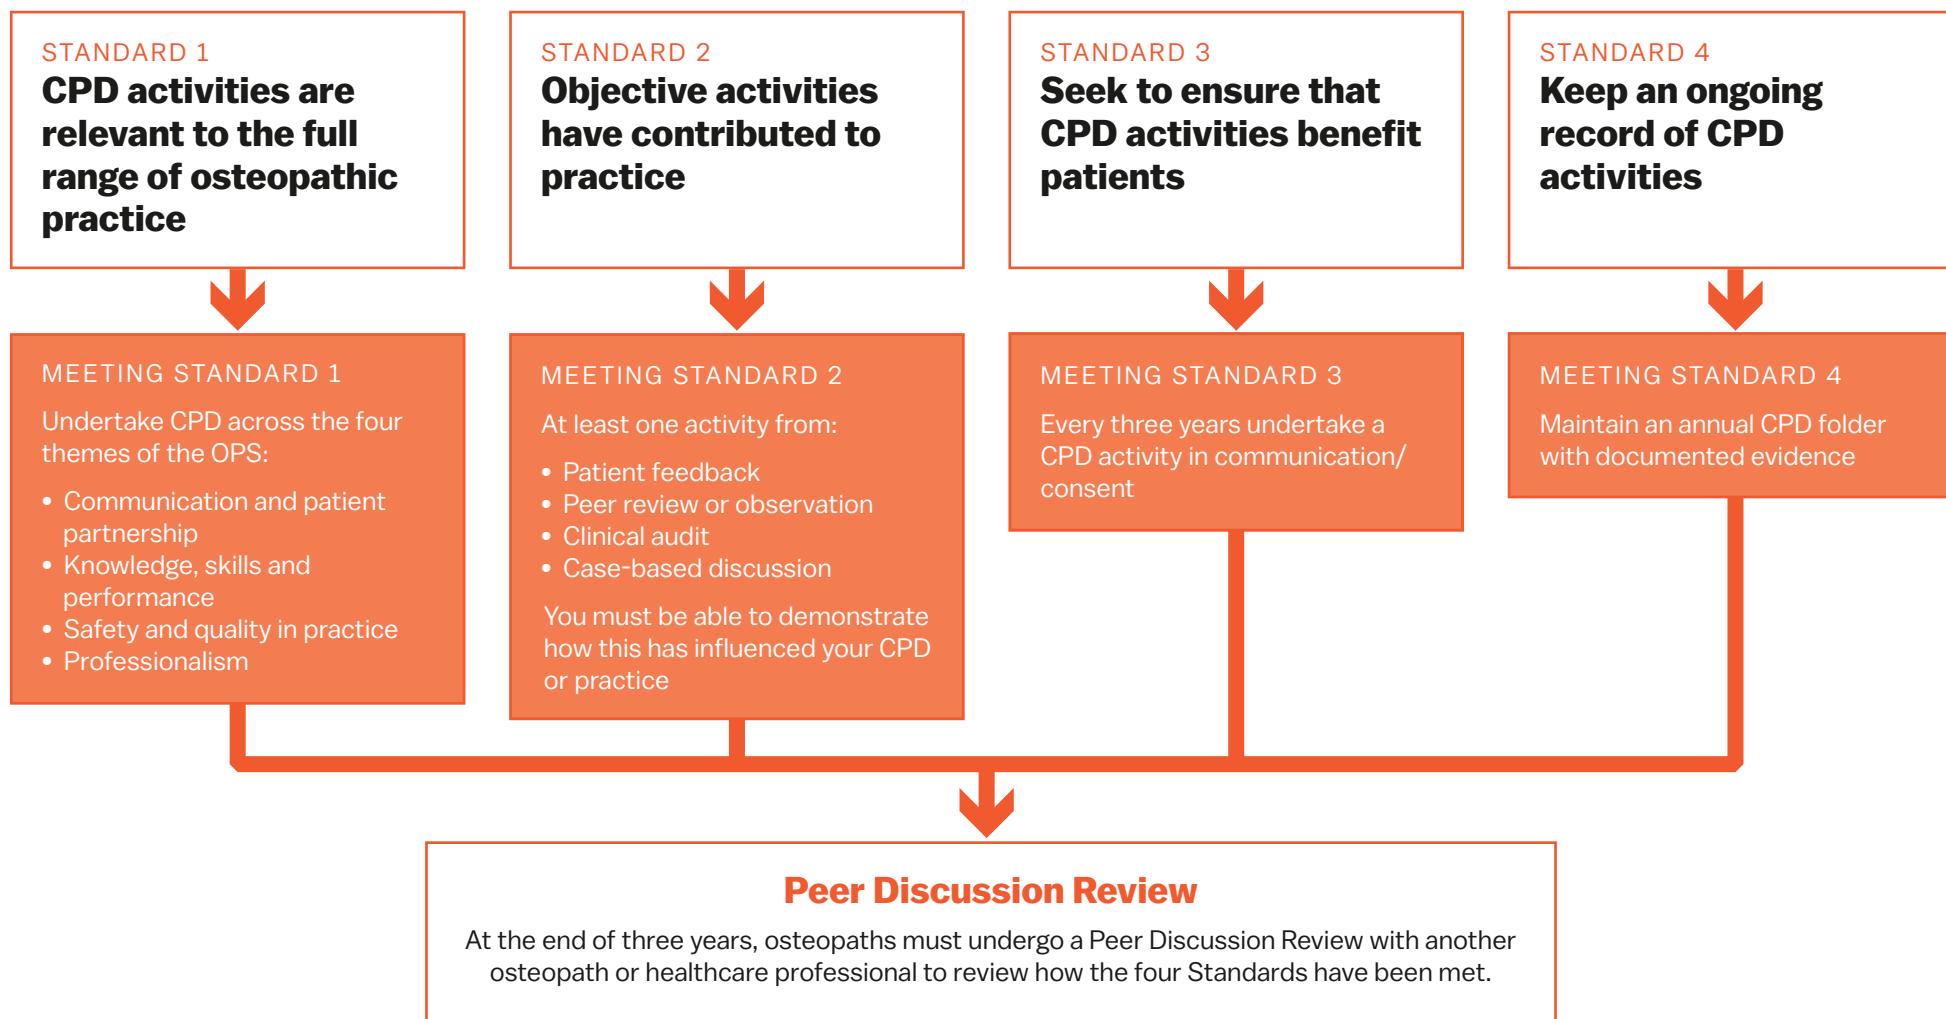 STANDARD 1
CPD activities are
relevant to the full
range of osteopathic
practice
STANDARD 2
Objective activities
have contributed to
practice
STANDARD 3
Seek to ensure that
CPD activities benefit
patients
STANDARD 4
Keep an ongoing
record of CPD
activities
MEETING STANDARD 1
Undertake CPD across the four
themes of the OPS:
• Communication and patient
partnership
• Knowledge, skills and
performance
• Safety and quality in practice
• Professionalism
MEETING STANDARD 2
At least one activity from:
• Patient feedback
• Peer review or observation
• Clinical audit
• Case-based discussion
You must be able to demonstrate
how this has influenced your CPD
or practice
MEETING STANDARD 3
Every three years undertake a
CPD activity in communication/
consent
MEETING STANDARD 4
Maintain an annual CPD folder
with documented evidence
Peer Discussion Review
At the end of three years, osteopaths must undergo a Peer Discussion Review with another
osteopath or healthcare professional to review how the four Standards have been met.